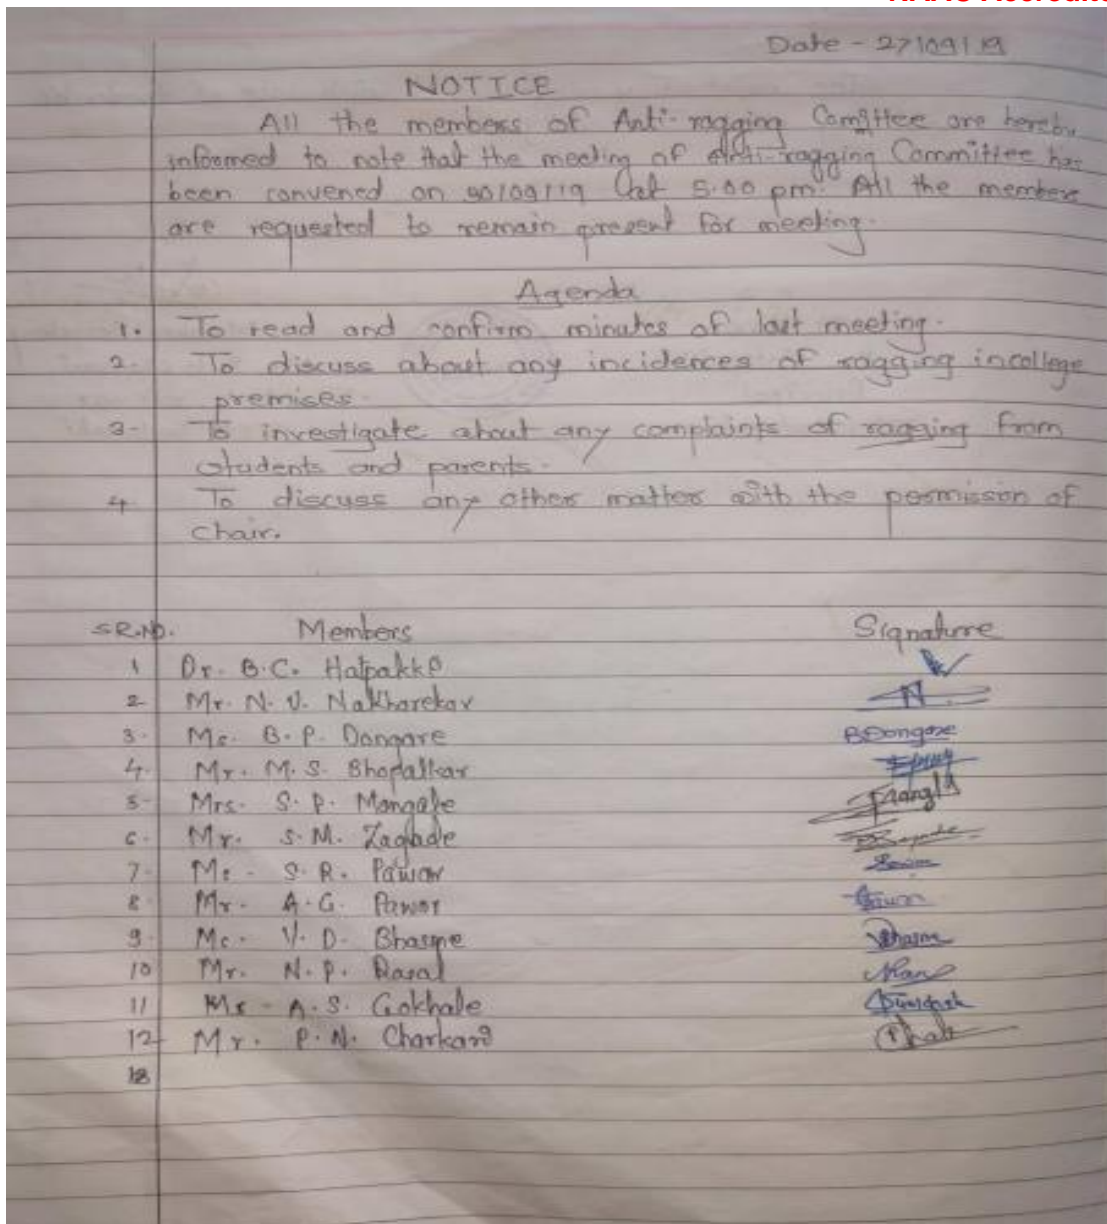 Date - 27/09/19
NOTICE
All the members of Anti-ragging Committee are hereby
informed to note that the meeting of Anti-ragging Committee has
been convened on 30/09/19 at 5.00 pm. All the members
are requested to remain present for meeting.
Agenda
1. To read and confirm minutes of last meeting.
2. To discuss about any incidences of ragging incollege
premises.
3- To investigate about any complaints of ragging from
students and parents.
4. To discuss any other matter with the permission of
Chair.
SR.NO. Members Signature
1 Dr. B.C. Hatpakki
2- Mr. N. V. Nakharekar N
3. Ms. B. P. Dongare BDongare
4. Mr. M. S. Bhopalkar
5- Mrs. S. P. Mangale
6. Mr. S. M. Zagade
7. Ms. S. R. Pawar
8. Mr. A. G. Pawar
9. Ms. V. D. Bhasme Bhasme
10 Mr. N. P. Rasal
11 Ms. A. S. Gokhale
12 Mr. P. N. Charkari
13